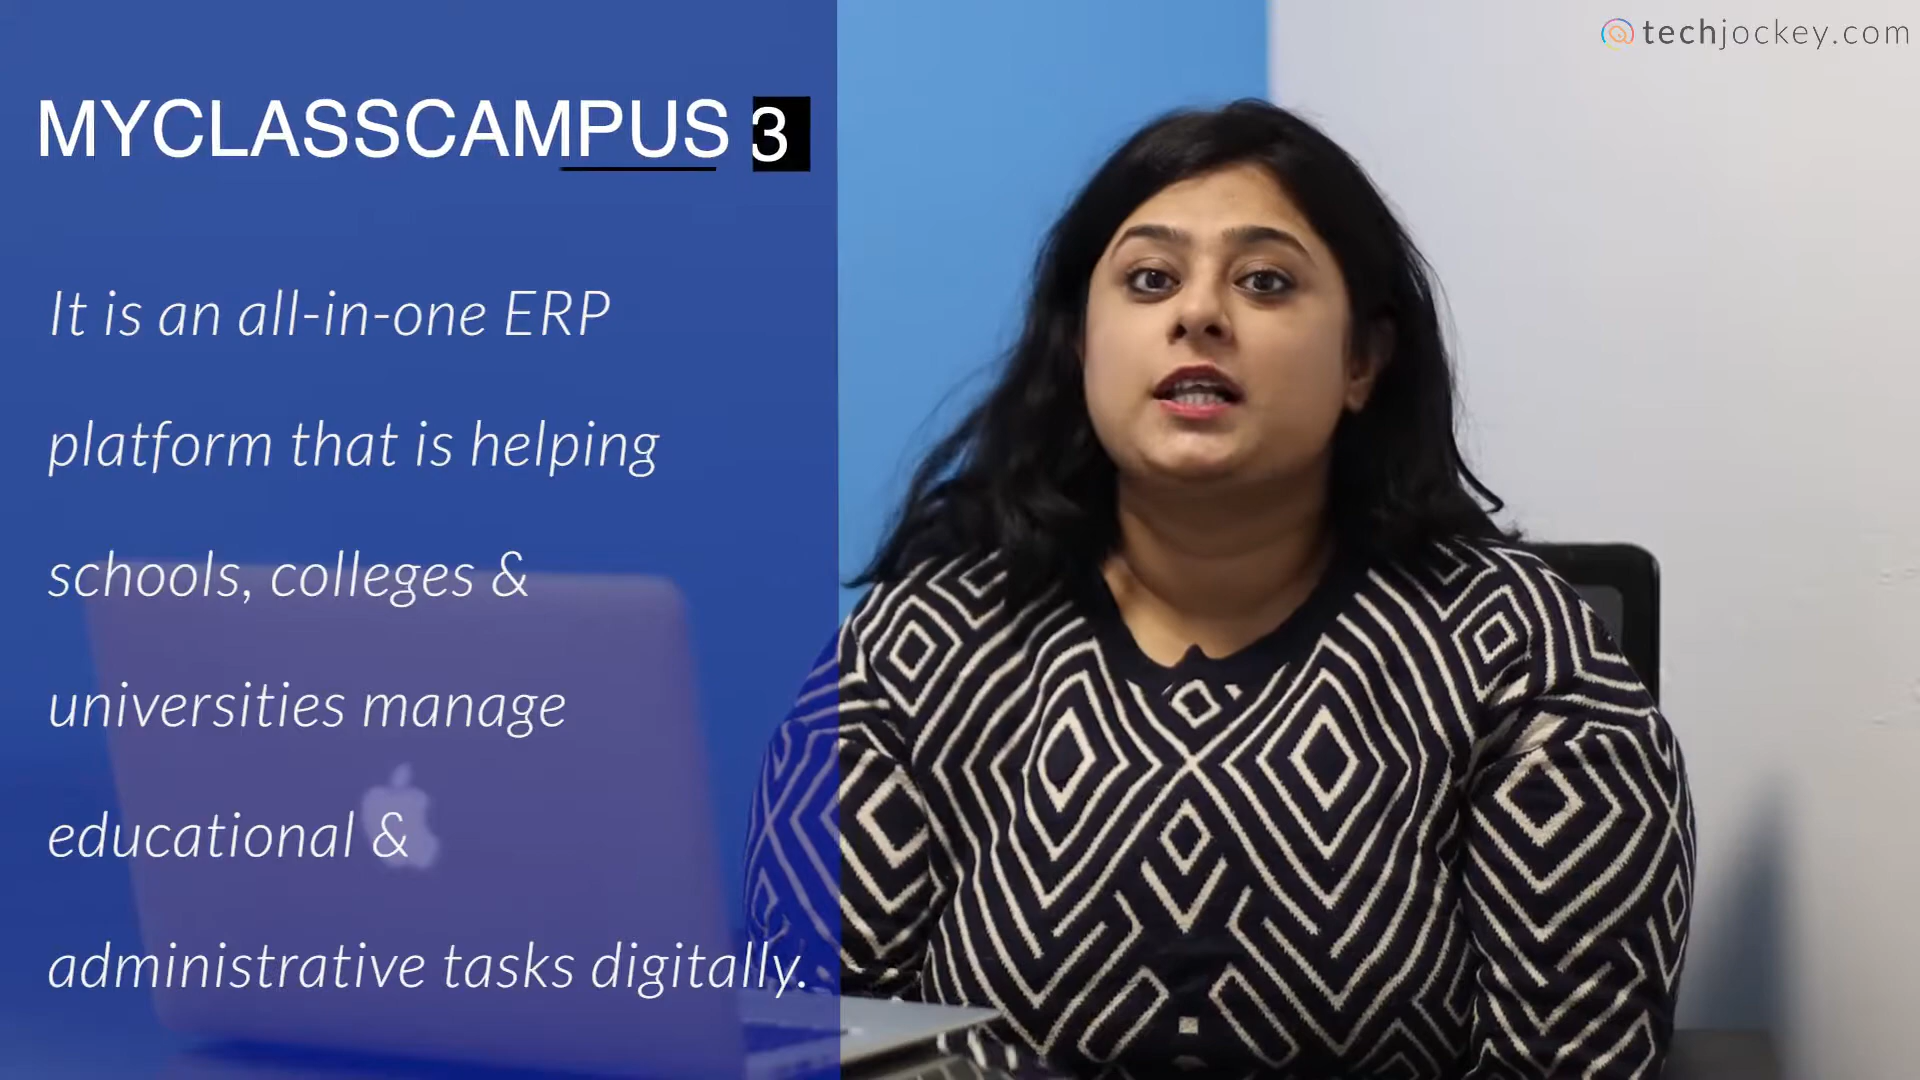 techjockey.com
MYCLASSCAMPUS 3
It is an all-in-one ERP
platform that is helping
schools, colleges &
universities manage
educational &
administrative tasks digitally.